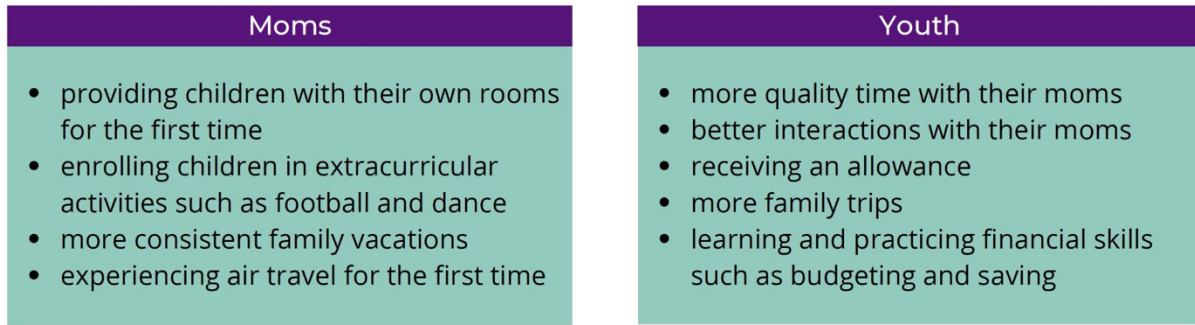 Moms
• providing children with their own rooms
for the first time
• enrolling children in extracurricular
activities such as football and dance
• more consistent family vacations
• experiencing air travel for the first time
Youth
• more quality time with their moms
• better interactions with their moms
• receiving an allowance
• more family trips
• learning and practicing financial skills
such as budgeting and saving